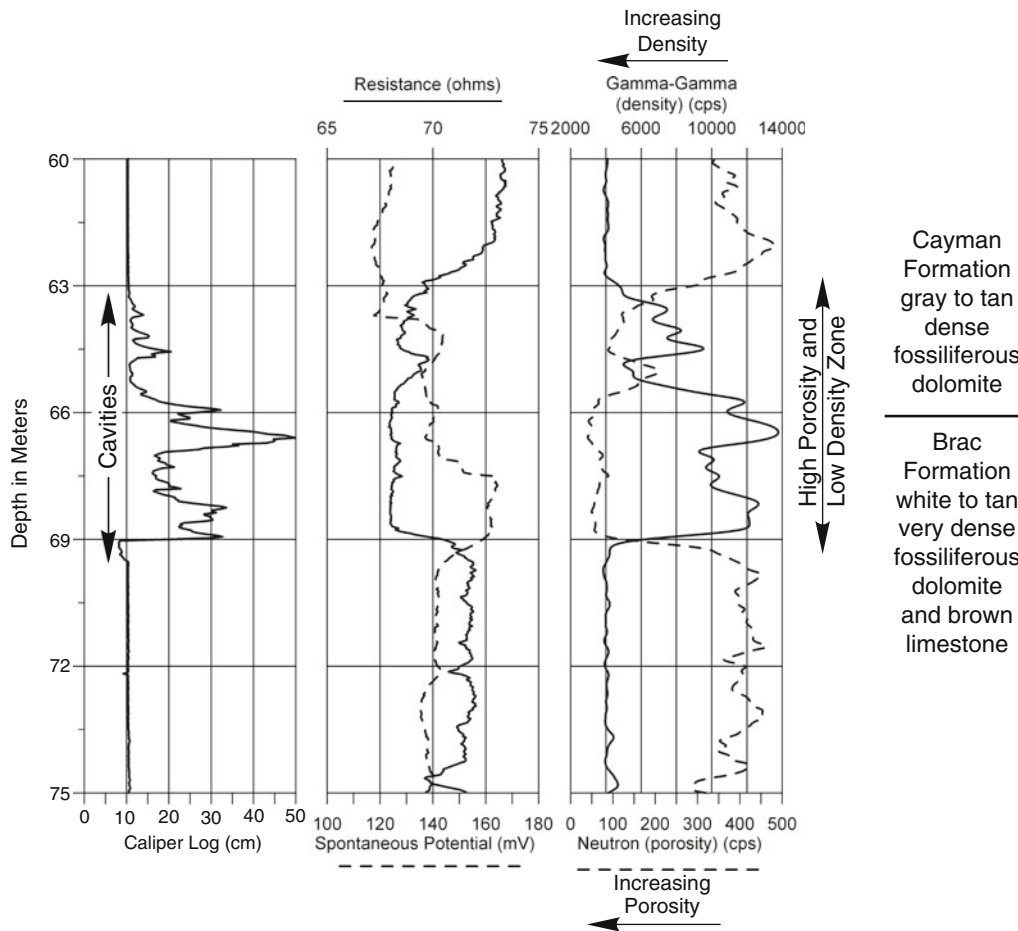 Increasing
Density
Resistance (ohms)
Gamma-Gamma
(density) (cps)
65 70 75 2000 6000 10000 14000
60
63
66
69
72
75
Depth in Meters
Cavities
High Porosity and
Low Density Zone
Cayman
Formation
gray to tan
dense
fossiliferous
dolomite
Brac
Formation
white to tan
very dense
fossiliferous
dolomite
and brown
limestone
0 10 20 30 40 50
Caliper Log (cm)
100 120 140 160 180
Spontaneous Potential (mV)
0 100 200 300 400 500
Neutron (porosity) (cps)
Increasing
Porosity